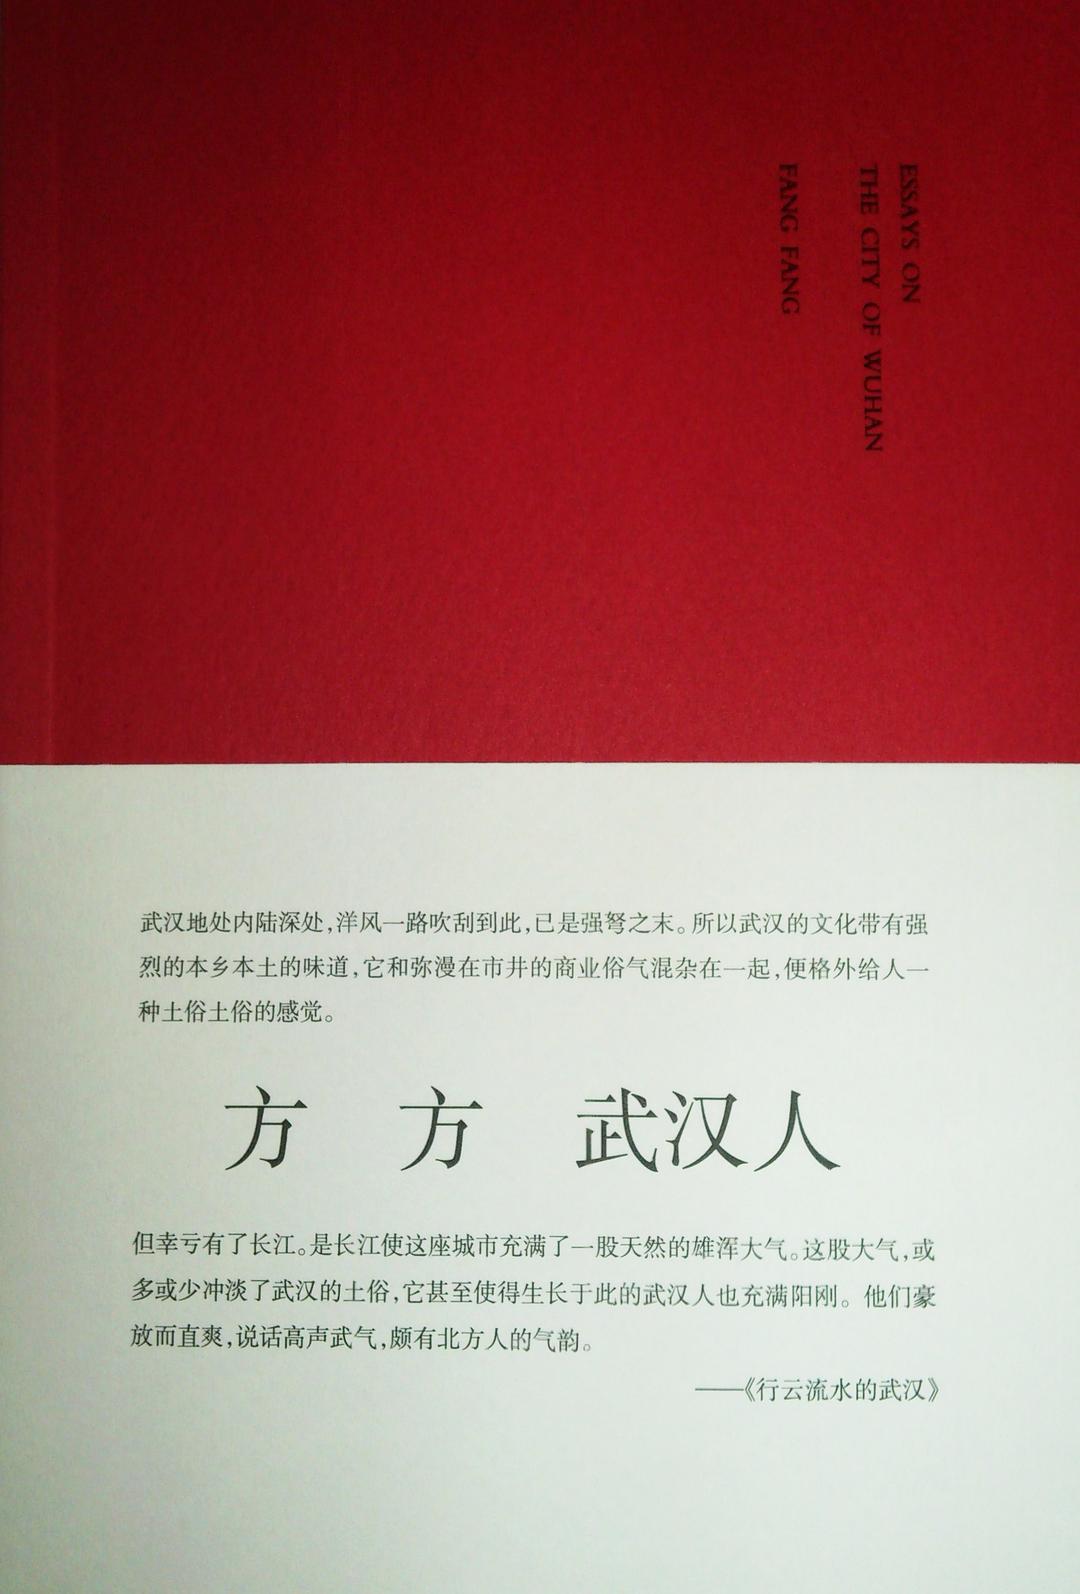 ESSAYS ON
THE CITY OF WUHAN
FANG FANG
武汉地处内陆深处，洋风一路吹刮到此，已是强弩之末。所以武汉的文化带有强
烈的本乡本土的味道，它和弥漫在市井的商业俗气混杂在一起，便格外给人一
种土俗土俗的感觉。
方 方 武汉人
但幸亏有了长江。是长江使这座城市充满了一股天然的雄浑大气。这股大气，或
多或少冲淡了武汉的土俗，它甚至使得生长于此的武汉人也充满阳刚。他们豪
放而直爽，说话高声武气，颇有北方人的气韵。
——《行云流水的武汉》